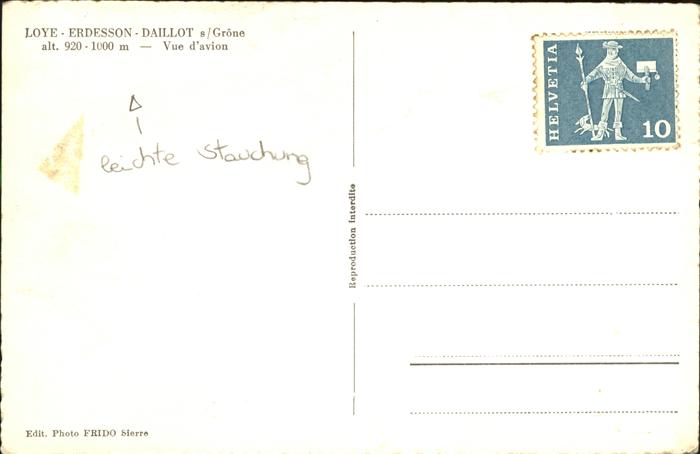 LOYE - ERDESSON - DAILLOT s/Grône
alt. 920 - 1000 m — Vue d'avion
leichte Stauchung
Reproduction interdite
HELVETIA
10
Edit. Photo FRIDO Sierre